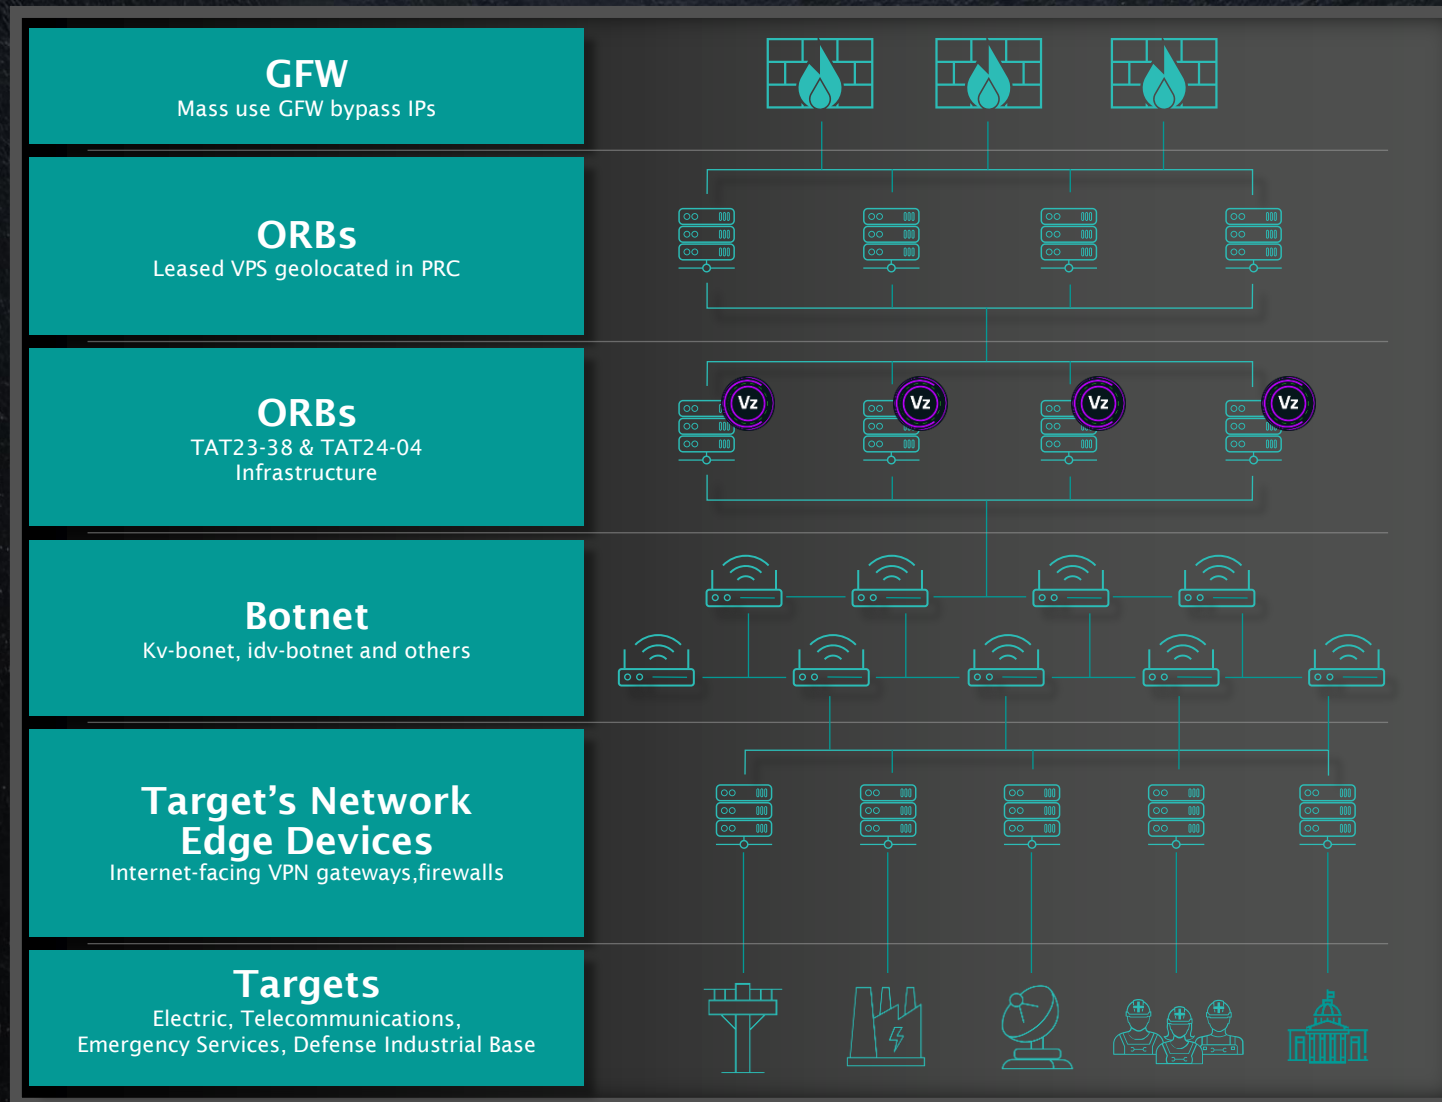 GFW
Mass use GFW bypass IPs
ORBs
Leased VPS geolocated in PRC
ORBs
TAT23-38 & TAT24-04
Infrastructure
Vz
Vz
Vz
Vz
Botnet
Kv-bonet, idv-botnet and others
Target’s Network
Edge Devices
Internet-facing VPN gateways,firewalls
Targets
Electric, Telecommunications,
Emergency Services, Defense Industrial Base